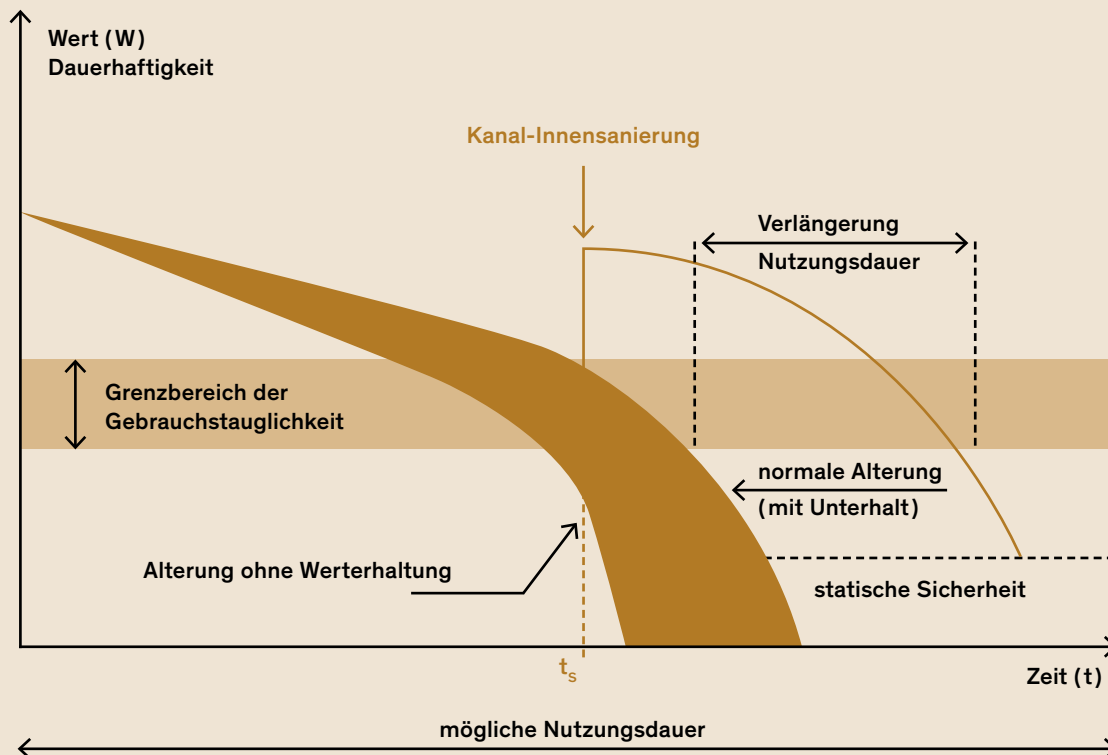 Wert (W)
Dauerhaftigkeit
Kanal-Innensanierung
Verlängerung
Nutzungsdauer
Grenzbereich der
Gebrauchstauglichkeit
normale Alterung
(mit Unterhalt)
Alterung ohne Werterhaltung
statische Sicherheit
ts
Zeit (t)
mögliche Nutzungsdauer